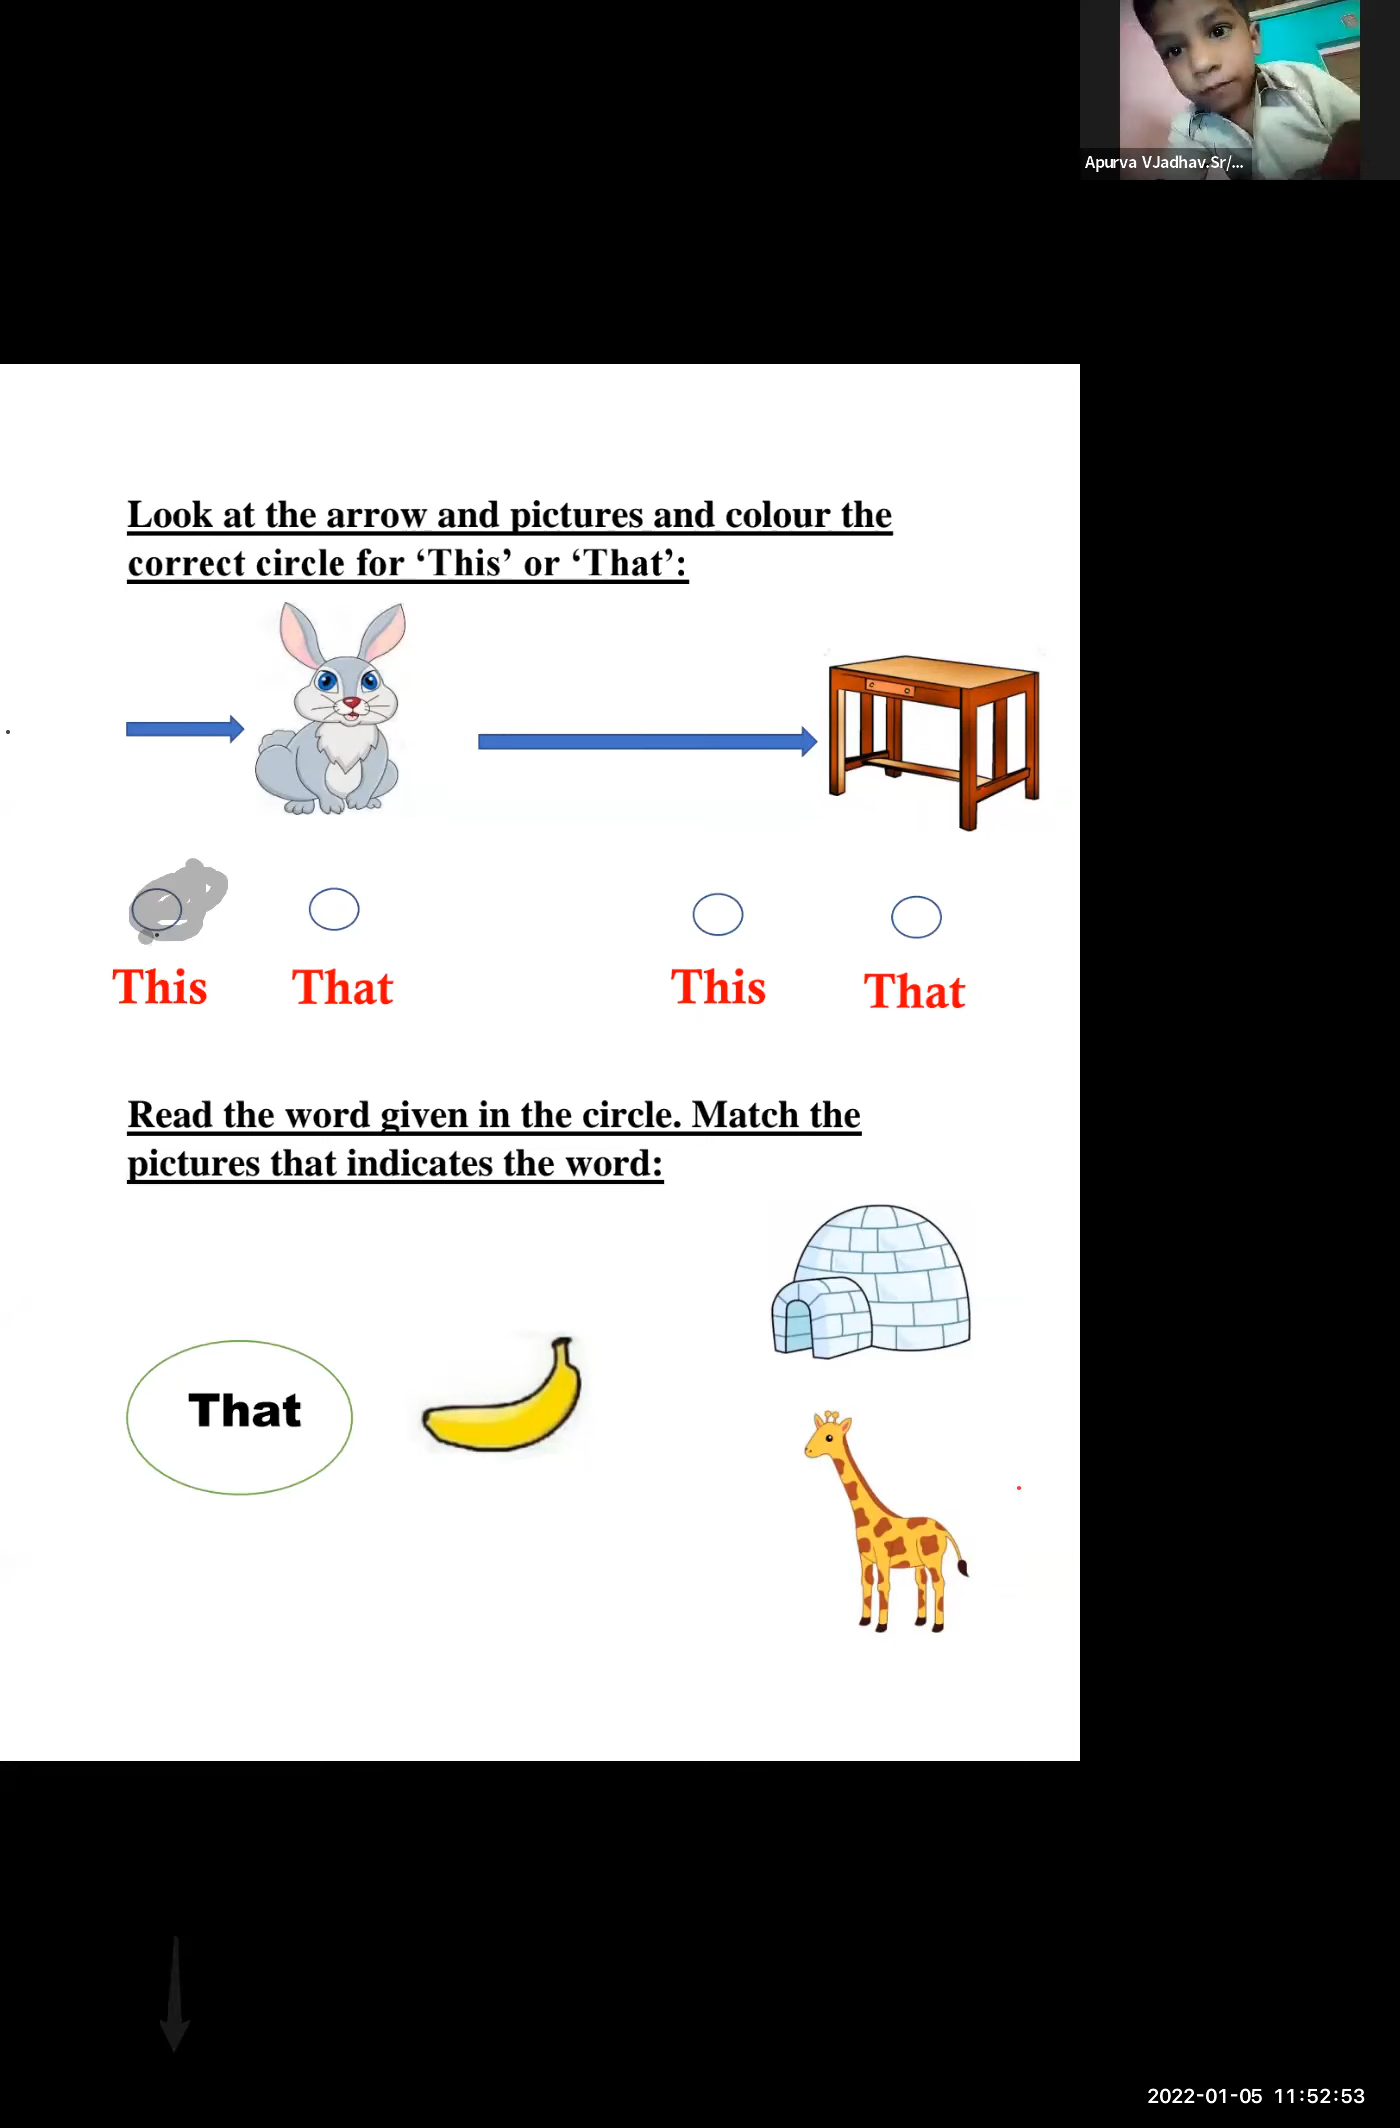 Apurva VJadhav.Sr/...
Look at the arrow and pictures and colour the
correct circle for ‘This’ or ‘That’:
This That This That
Read the word given in the circle. Match the
pictures that indicates the word:
That
2022-01-05 11:52:53